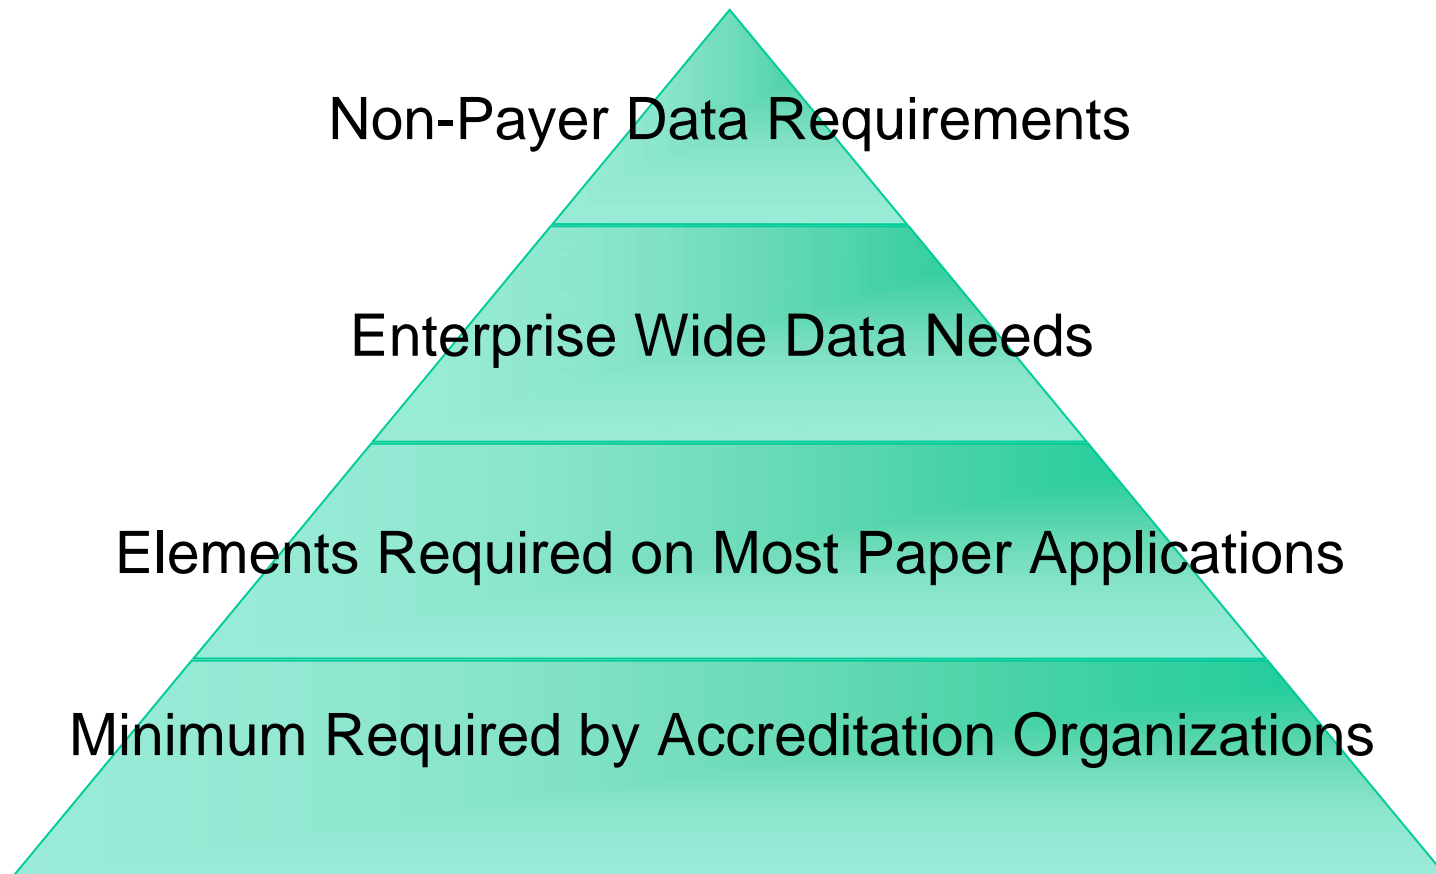 Non-Payer Data Requirements
Enterprise Wide Data Needs
Elements Required on Most Paper Applications
Minimum Required by Accreditation Organizations